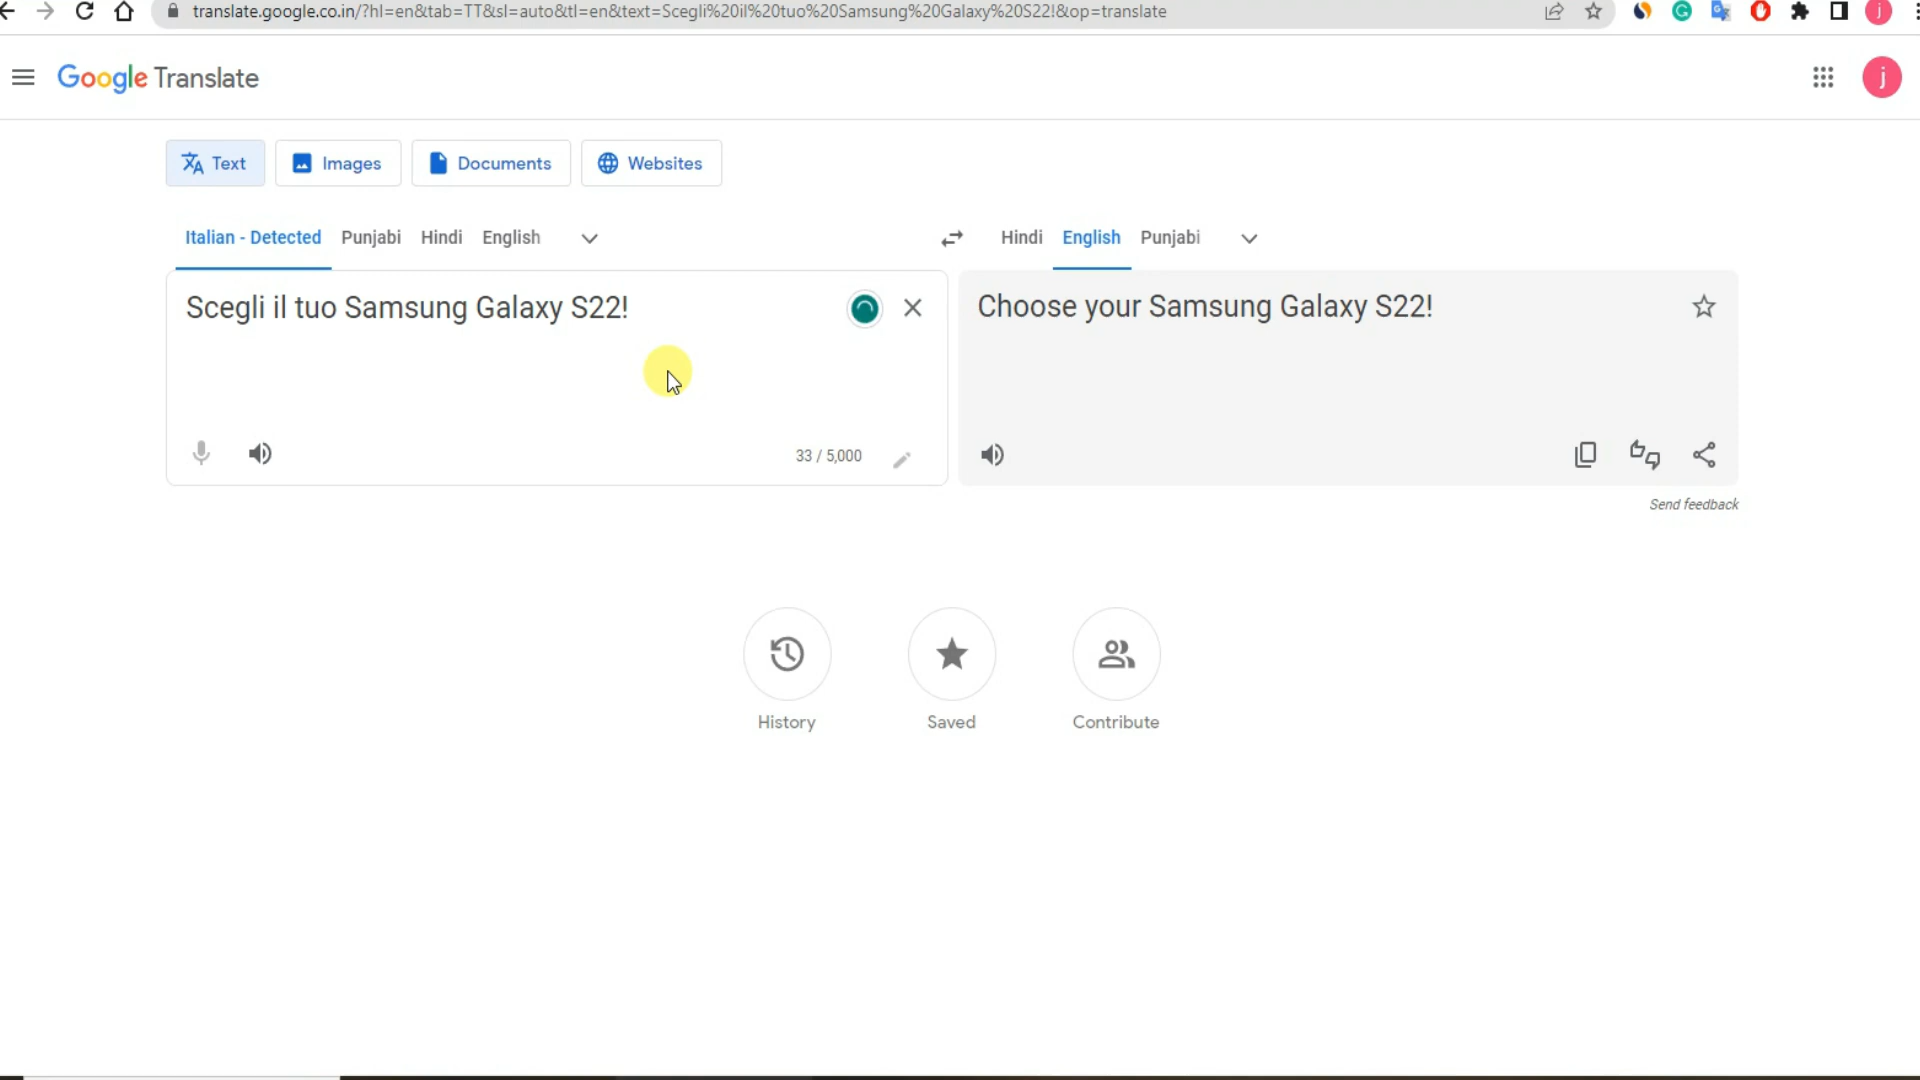 translate.google.co.in/?hl=en&tab=TT&sl=auto&tl=en&text=Scegli%20il%20tuo%20Samsung%20Galaxy%20S22!&op=translate
j
Google Translate
j
Text Images Documents Websites
Italian - Detected Punjabi Hindi English Hindi English Punjabi
Scegli il tuo Samsung Galaxy S22! Choose your Samsung Galaxy S22!
33 / 5,000
Send feedback
History Saved Contribute